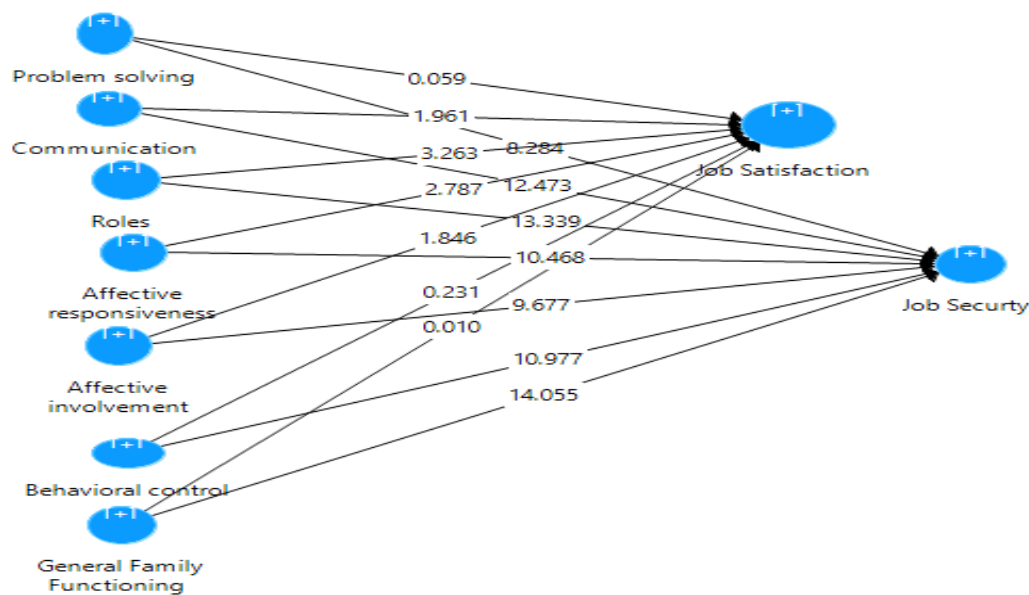 [+]
Problem solving
[+]
Communication
[+]
Roles
[+]
Affective
responsiveness
[+]
Affective
involvement
[+]
Behavioral control
[+]
General Family
Functioning
0.059
1.961
3.263
2.787
1.846
0.231
0.010
8.284
12.473
13.339
10.468
9.677
10.977
14.055
[+]
Job Satisfaction
[+]
Job Securty